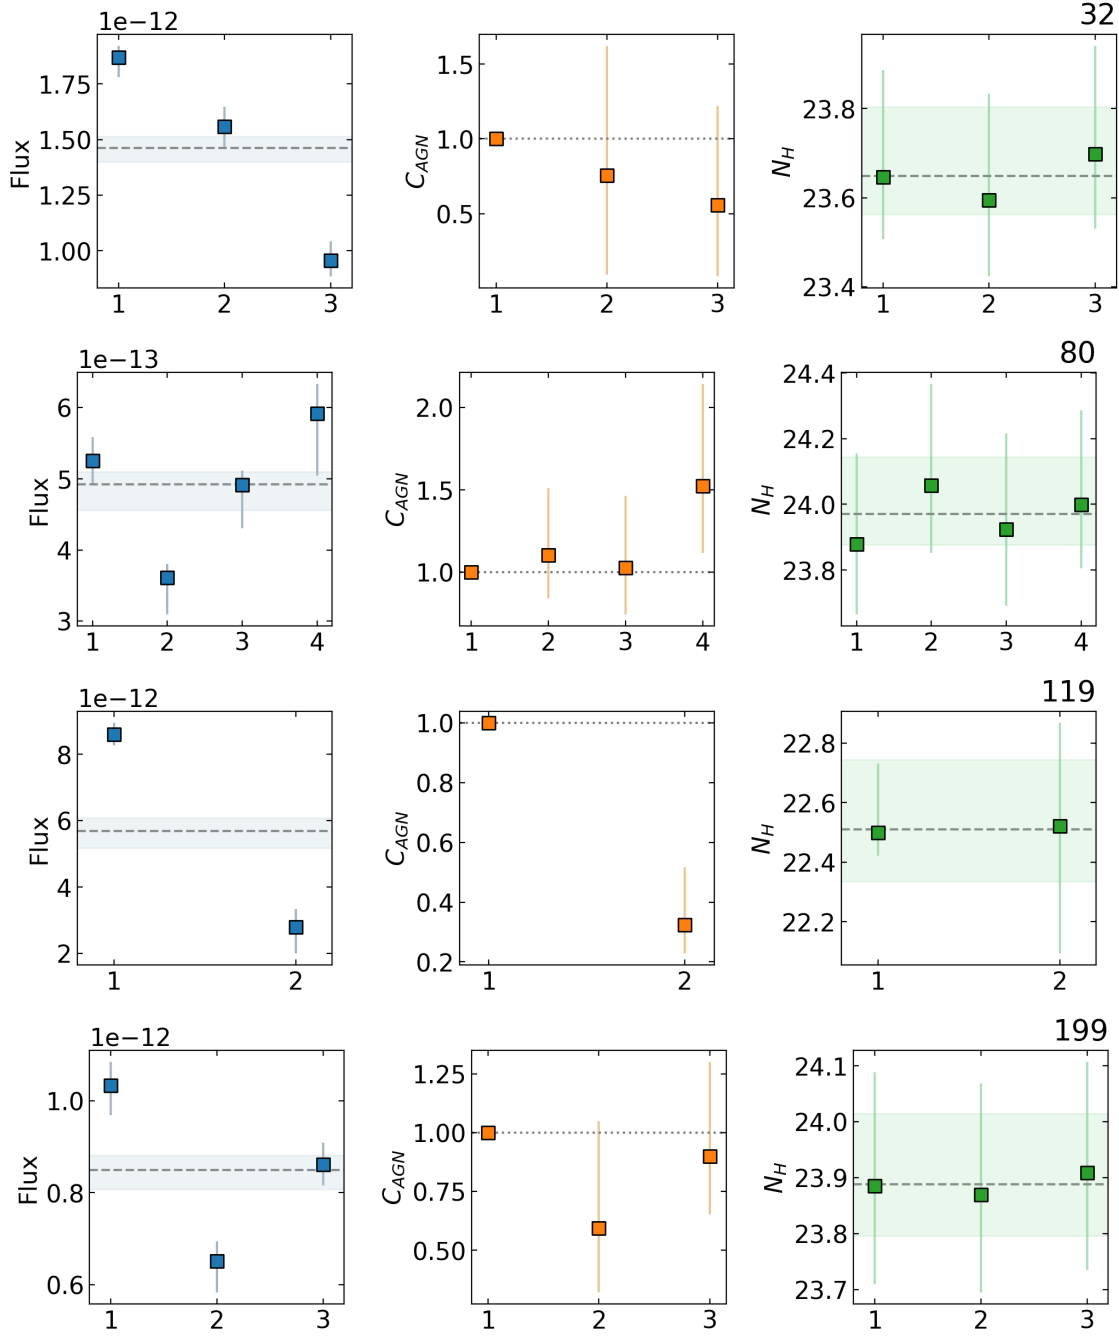 1e−12
32
1.75
1.50
1.25
1.00
Flux
1 2 3
1.5
1.0
0.5
C_AGN
1 2 3
23.8
23.6
23.4
N_H
1 2 3
1e−13
80
6
5
4
3
Flux
1 2 3 4
2.0
1.5
1.0
C_AGN
1 2 3 4
24.4
24.2
24.0
23.8
N_H
1 2 3 4
1e−12
119
8
6
4
2
Flux
1 2
1.0
0.8
0.6
0.4
0.2
C_AGN
1 2
22.8
22.6
22.4
22.2
N_H
1 2
1e−12
199
1.0
0.8
0.6
Flux
1 2 3
1.25
1.00
0.75
0.50
C_AGN
1 2 3
24.1
24.0
23.9
23.8
23.7
N_H
1 2 3